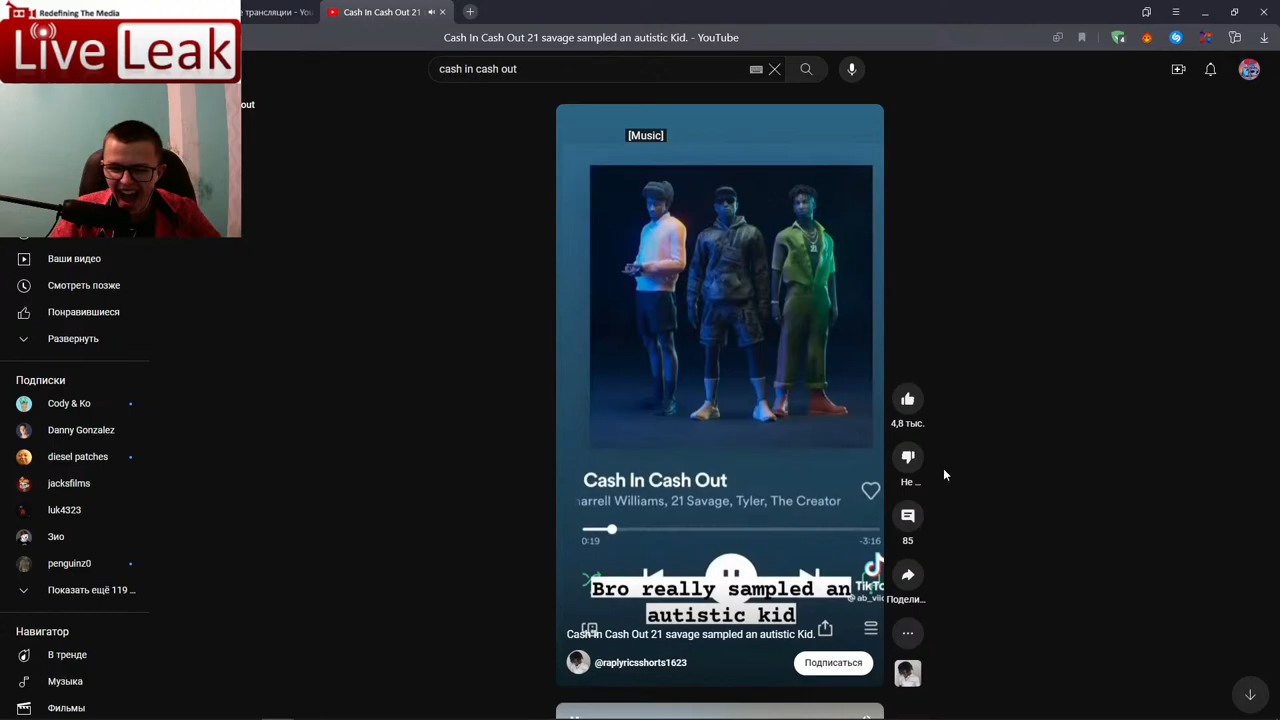 Redefining The Media
Live Leak
е трансляции - You
Cash In Cash Out 21
Cash In Cash Out 21 savage sampled an autistic Kid. - YouTube
cash in cash out
out
[Music]
Ваши видео
Смотреть позже
Понравившиеся
Развернуть
Подписки
Cody & Ko
Danny Gonzalez
diesel patches
jacksfilms
luk4323
Зио
penguinz0
Показать ещё 119 ...
Навигатор
В тренде
Музыка
Фильмы
Cash In Cash Out
arrell Williams, 21 Savage, Tyler, The Creator
0:19
-3:16
TikTo
Bro really sampled an
autistic kid
Cash In Cash Out 21 savage sampled an autistic Kid.
@raplyricsshorts1623
Подписаться
4,8 тыс.
Не ...
85
Подели...